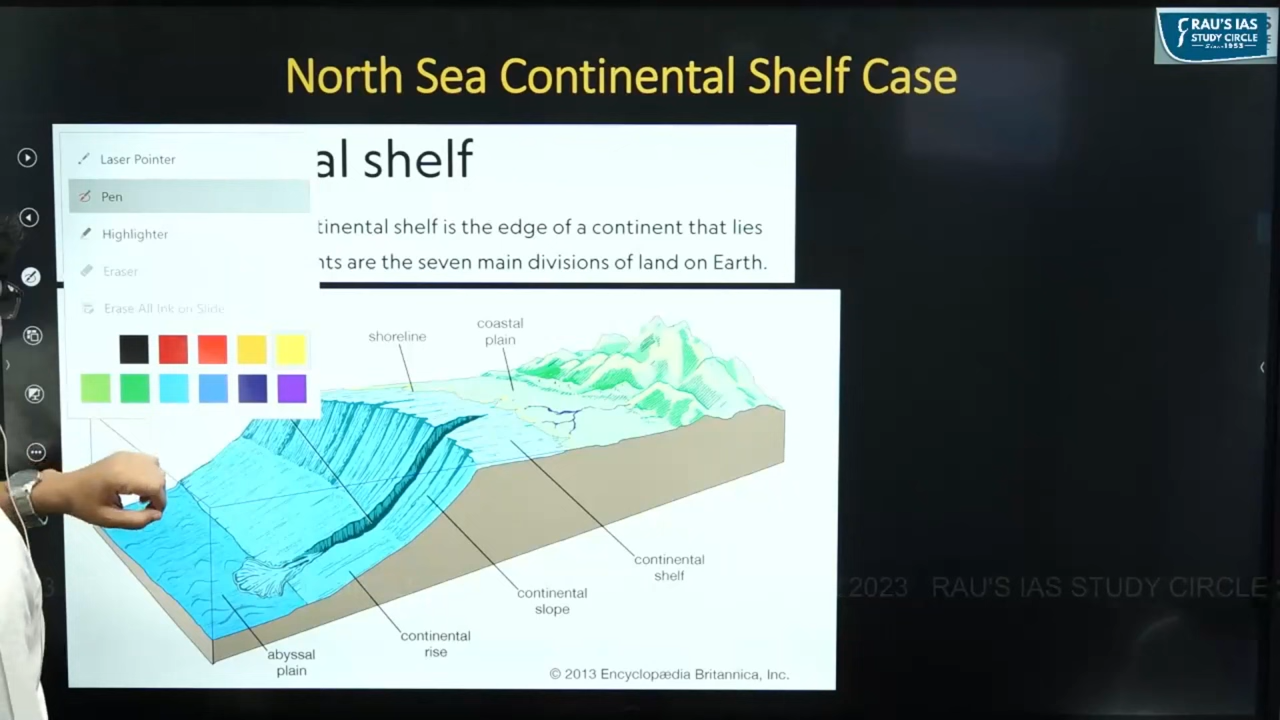 RAU'S IAS
STUDY CIRCLE
Since 1953
North Sea Continental Shelf Case
Laser Pointer
Pen
Highlighter
Eraser
Erase All Ink on Slide
al shelf
tinental shelf is the edge of a continent that lies
nts are the seven main divisions of land on Earth.
shoreline
coastal
plain
continental
shelf
continental
slope
continental
rise
abyssal
plain
© 2013 Encyclopædia Britannica, Inc.
2023 RAU'S IAS STUDY CIRCLE